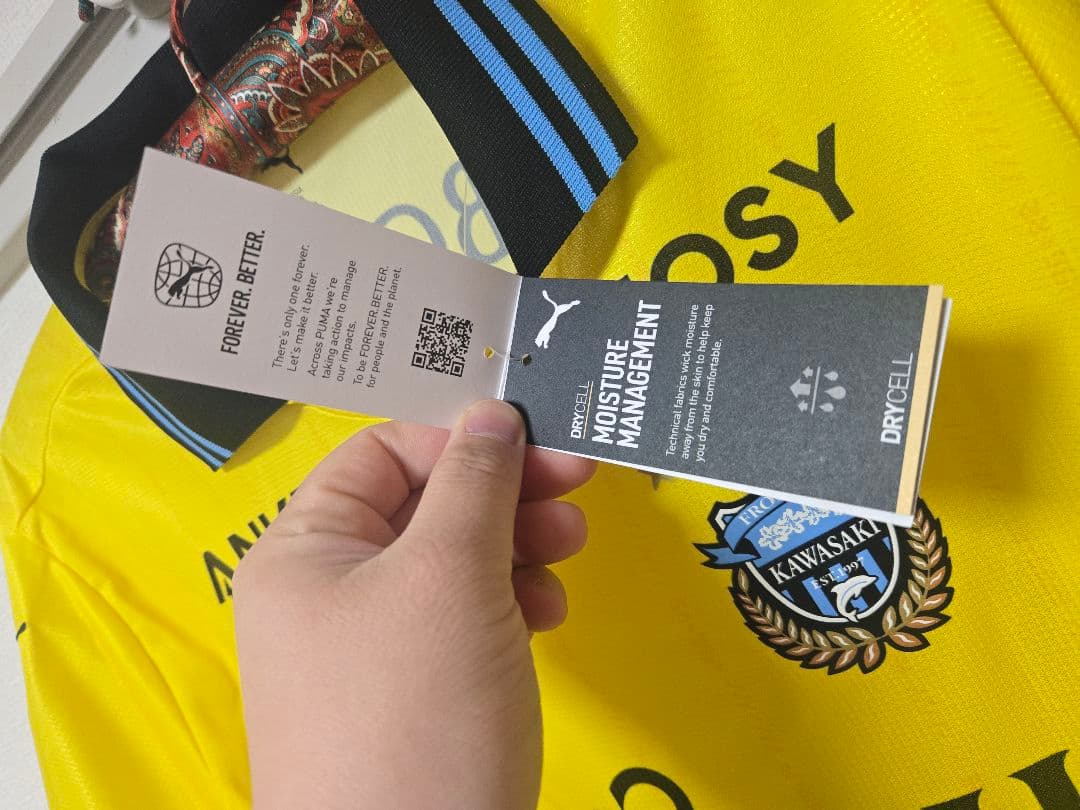 FOREVER. BETTER.
There's only one forever.
Let's make it better.
Across PUMA we're
taking action to manage
our impacts.
To be FOREVER.BETTER.
for people and the planet.
DRYCELL
MOISTURE
MANAGEMENT
Technical fabrics wick moisture
away from the skin to help keep
you dry and comfortable.
DRYCELL
OSY
KAWASAKI
EST.1997